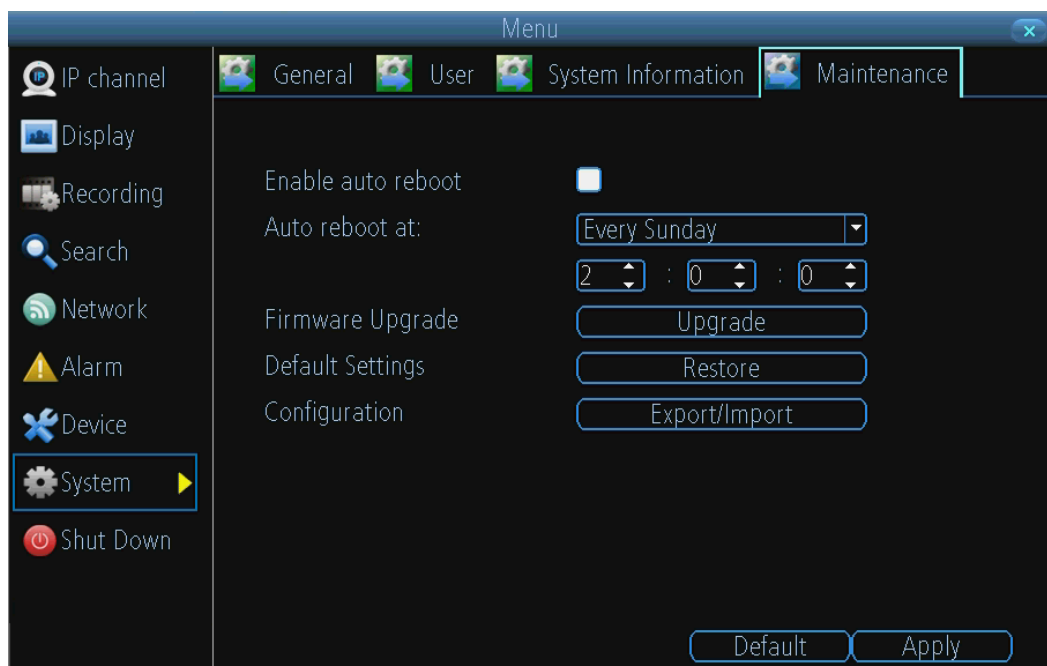 Menu
IP channel
Display
Recording
Search
Network
Alarm
Device
System
Shut Down
General User System Information Maintenance
Enable auto reboot
Auto reboot at: Every Sunday
2 : 0 : 0
Firmware Upgrade Upgrade
Default Settings Restore
Configuration Export/Import
Default Apply